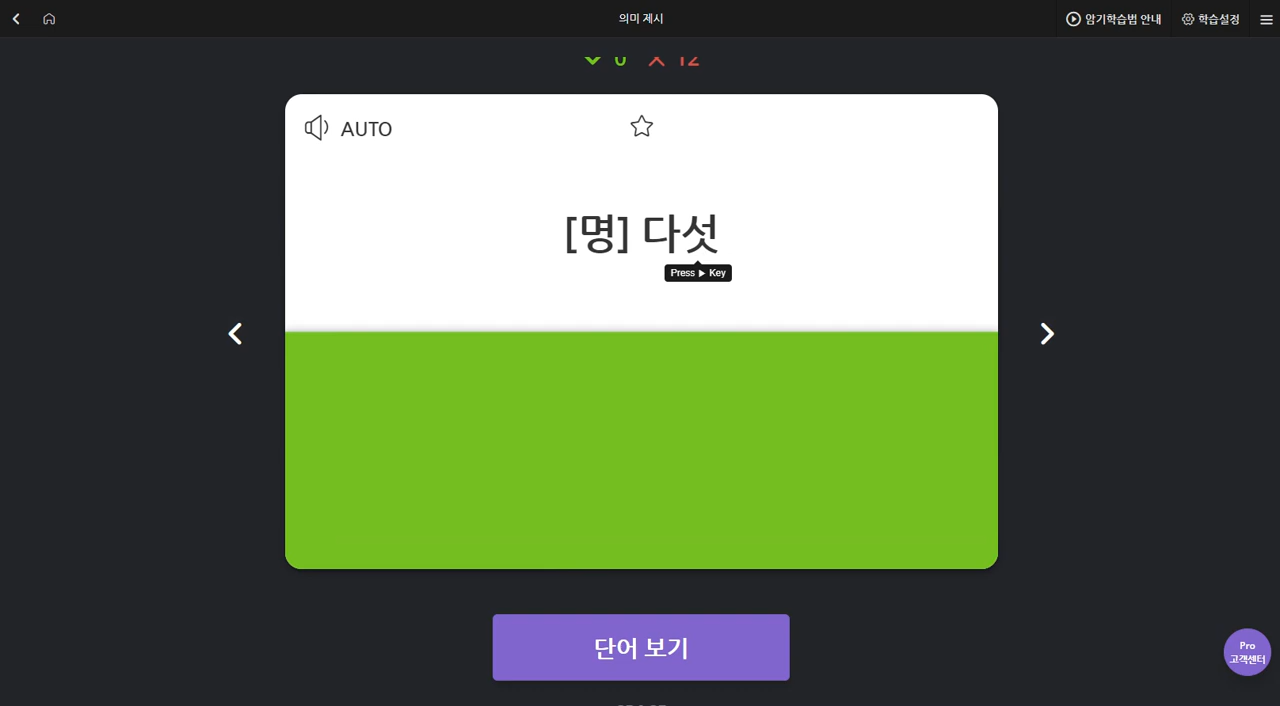 의미 제시
암기학습법 안내
학습설정
AUTO
[명] 다섯
Press ▶ Key
단어 보기
Pro
고객센터